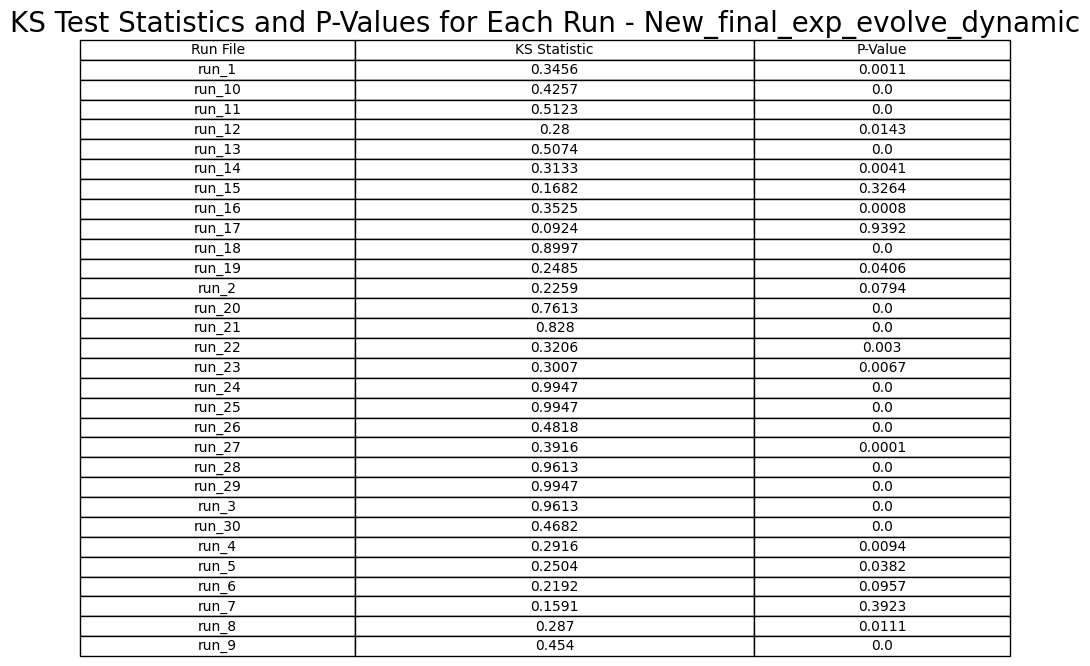 KS Test Statistics and P-Values for Each Run - New_final_exp_evolve_dynamic
Run File KS Statistic P-Value
run_1 0.3456 0.0011
run_10 0.4257 0.0
run_11 0.5123 0.0
run_12 0.28 0.0143
run_13 0.5074 0.0
run_14 0.3133 0.0041
run_15 0.1682 0.3264
run_16 0.3525 0.0008
run_17 0.0924 0.9392
run_18 0.8997 0.0
run_19 0.2485 0.0406
run_2 0.2259 0.0794
run_20 0.7613 0.0
run_21 0.828 0.0
run_22 0.3206 0.003
run_23 0.3007 0.0067
run_24 0.9947 0.0
run_25 0.9947 0.0
run_26 0.4818 0.0
run_27 0.3916 0.0001
run_28 0.9613 0.0
run_29 0.9947 0.0
run_3 0.9613 0.0
run_30 0.4682 0.0
run_4 0.2916 0.0094
run_5 0.2504 0.0382
run_6 0.2192 0.0957
run_7 0.1591 0.3923
run_8 0.287 0.0111
run_9 0.454 0.0